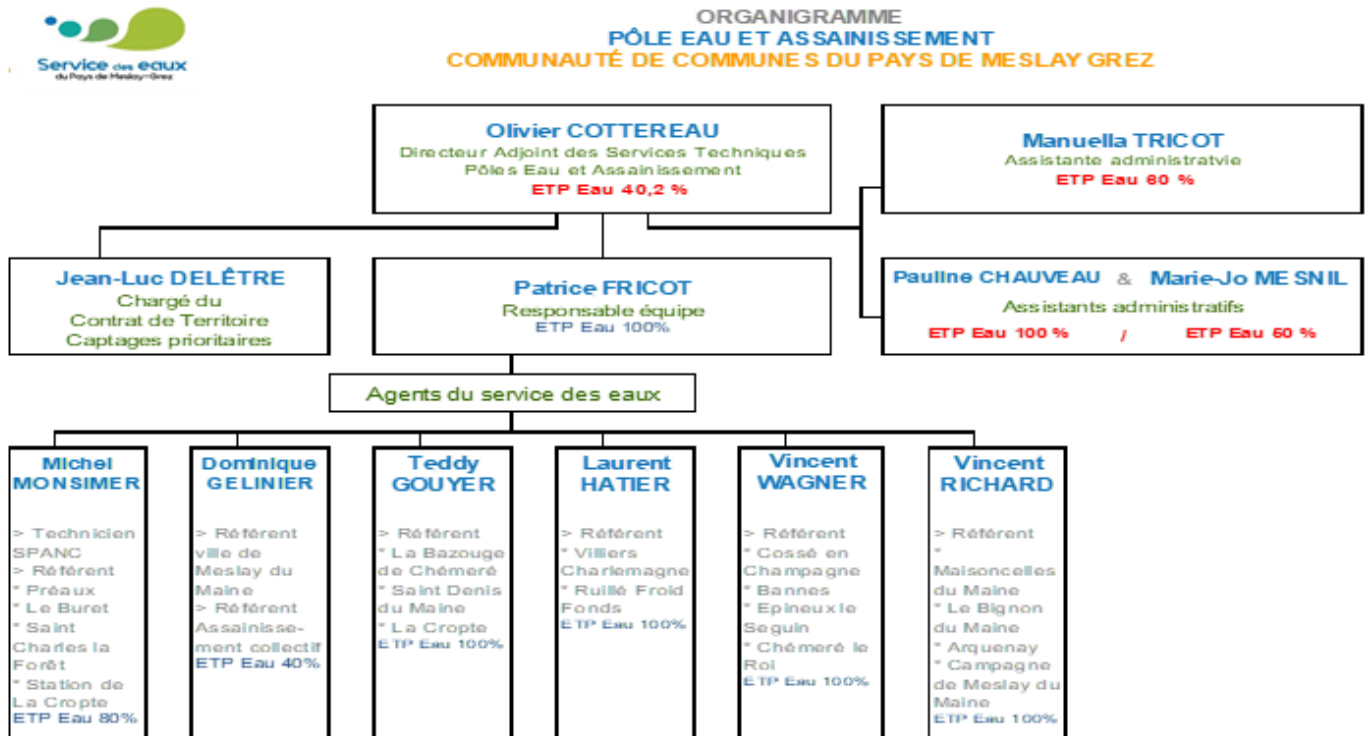 Service des eaux
du Pays de Meslay-Grez
ORGANIGRAMME
PÔLE EAU ET ASSAINISSEMENT
COMMUNAUTÉ DE COMMUNES DU PAYS DE MESLAY GREZ
Olivier COTTEREAU
Directeur Adjoint des Services Techniques
Pôles Eau et Assainissement
ETP Eau 40,2 %
Manuella TRICOT
Assistante administratvie
ETP Eau 60 %
Jean-Luc DELÊTRE
Chargé du
Contrat de Territoire
Captages prioritaires
Patrice FRICOT
Responsable équipe
ETP Eau 100%
Pauline CHAUVEAU & Marie-Jo MESNIL
Assistants administratifs
ETP Eau 100 % / ETP Eau 60 %
Agents du service des eaux
Michel
MONSIMER
> Technicien
SPANC
> Référent
* Préaux
* Le Buret
* Saint
Charles la
Forêt
* Station de
La Cropte
ETP Eau 80%
Dominique
GELINIER
> Référent
ville de
Meslay du
Maine
> Référent
Assainisse-
ment collectif
ETP Eau 40%
Teddy
GOUYER
> Référent
* La Bazouge
de Chémeré
* Saint Denis
du Maine
* La Cropte
ETP Eau 100%
Laurent
HATIER
> Référent
* Villiers
Charlemagne
* Ruillé Froid
Fonds
ETP Eau 100%
Vincent
WAGNER
> Référent
* Cossé en
Champagne
* Bannes
* Epineux le
Seguin
* Chémeré le
Roi
ETP Eau 100%
Vincent
RICHARD
> Référent
*
Maisoncelles
du Maine
* Le Bignon
du Maine
* Arquenay
* Campagne
de Meslay du
Maine
ETP Eau 100%